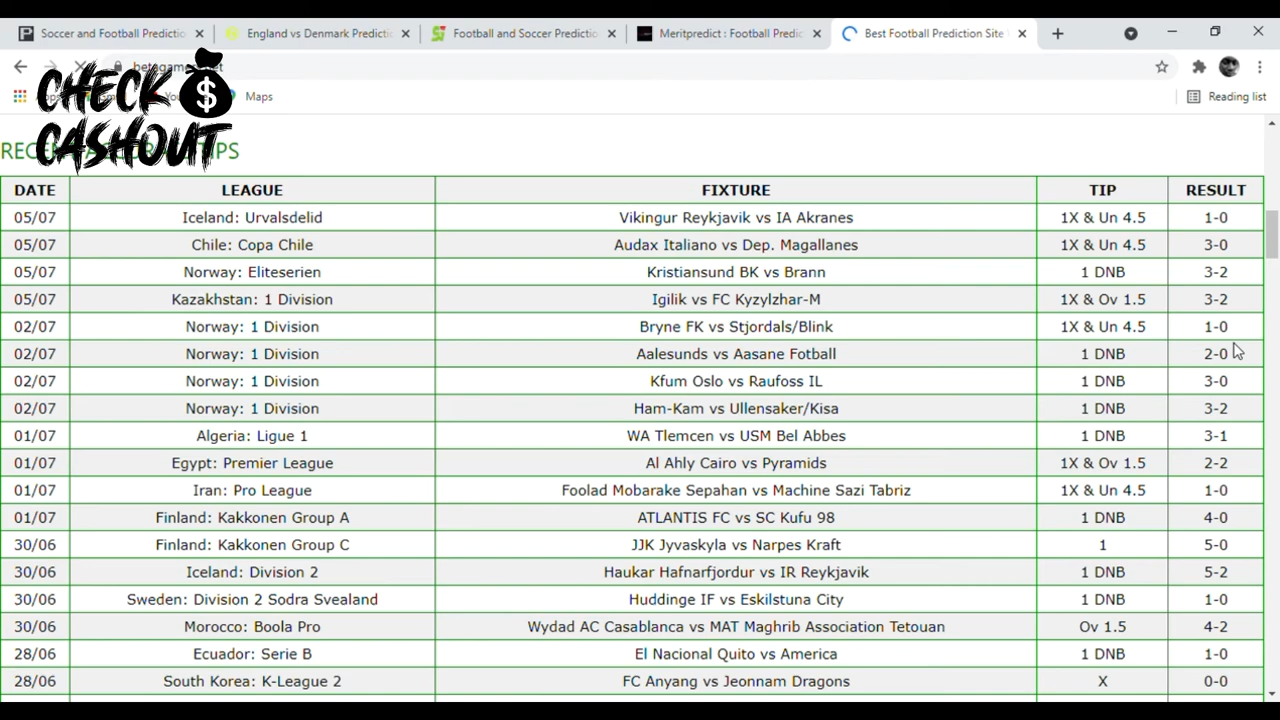 Soccer and Football Predictio
England vs Denmark Predictio
Football and Soccer Prediction
Meritpredict : Football Predic
Best Football Prediction Site
Maps
Reading list
CHECK $
CASHOUT
DATE LEAGUE FIXTURE TIP RESULT
05/07 Iceland: Urvalsdelid Vikingur Reykjavik vs IA Akranes 1X & Un 4.5 1-0
05/07 Chile: Copa Chile Audax Italiano vs Dep. Magallanes 1X & Un 4.5 3-0
05/07 Norway: Eliteserien Kristiansund BK vs Brann 1 DNB 3-2
05/07 Kazakhstan: 1 Division Igilik vs FC Kyzylzhar-M 1X & Ov 1.5 3-2
02/07 Norway: 1 Division Bryne FK vs Stjordals/Blink 1X & Un 4.5 1-0
02/07 Norway: 1 Division Aalesunds vs Aasane Fotball 1 DNB 2-0
02/07 Norway: 1 Division Kfum Oslo vs Raufoss IL 1 DNB 3-0
02/07 Norway: 1 Division Ham-Kam vs Ullensaker/Kisa 1 DNB 3-2
01/07 Algeria: Ligue 1 WA Tlemcen vs USM Bel Abbes 1 DNB 3-1
01/07 Egypt: Premier League Al Ahly Cairo vs Pyramids 1X & Ov 1.5 2-2
01/07 Iran: Pro League Foolad Mobarake Sepahan vs Machine Sazi Tabriz 1X & Un 4.5 1-0
01/07 Finland: Kakkonen Group A ATLANTIS FC vs SC Kufu 98 1 DNB 4-0
30/06 Finland: Kakkonen Group C JJK Jyvaskyla vs Narpes Kraft 1 5-0
30/06 Iceland: Division 2 Haukar Hafnarfjordur vs IR Reykjavik 1 DNB 5-2
30/06 Sweden: Division 2 Sodra Svealand Huddinge IF vs Eskilstuna City 1 DNB 1-0
30/06 Morocco: Boola Pro Wydad AC Casablanca vs MAT Maghrib Association Tetouan Ov 1.5 4-2
28/06 Ecuador: Serie B El Nacional Quito vs America 1 DNB 1-0
28/06 South Korea: K-League 2 FC Anyang vs Jeonnam Dragons X 0-0